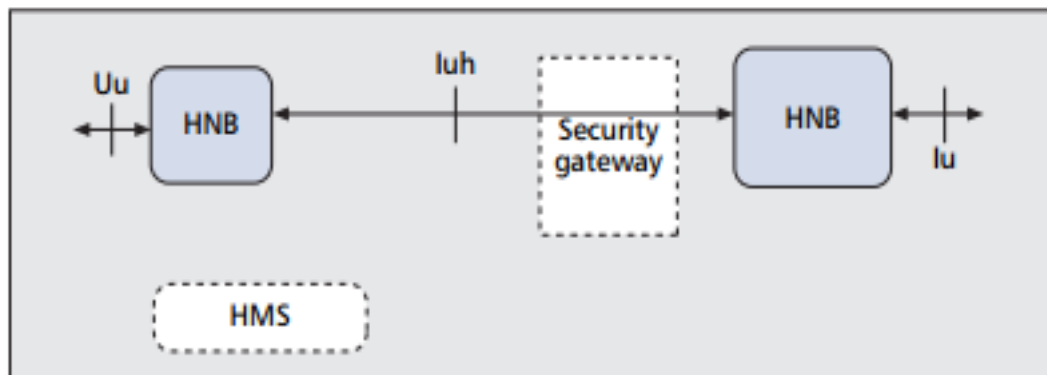 Uu
HNB
Iuh
Security
gateway
HNB
Iu
HMS